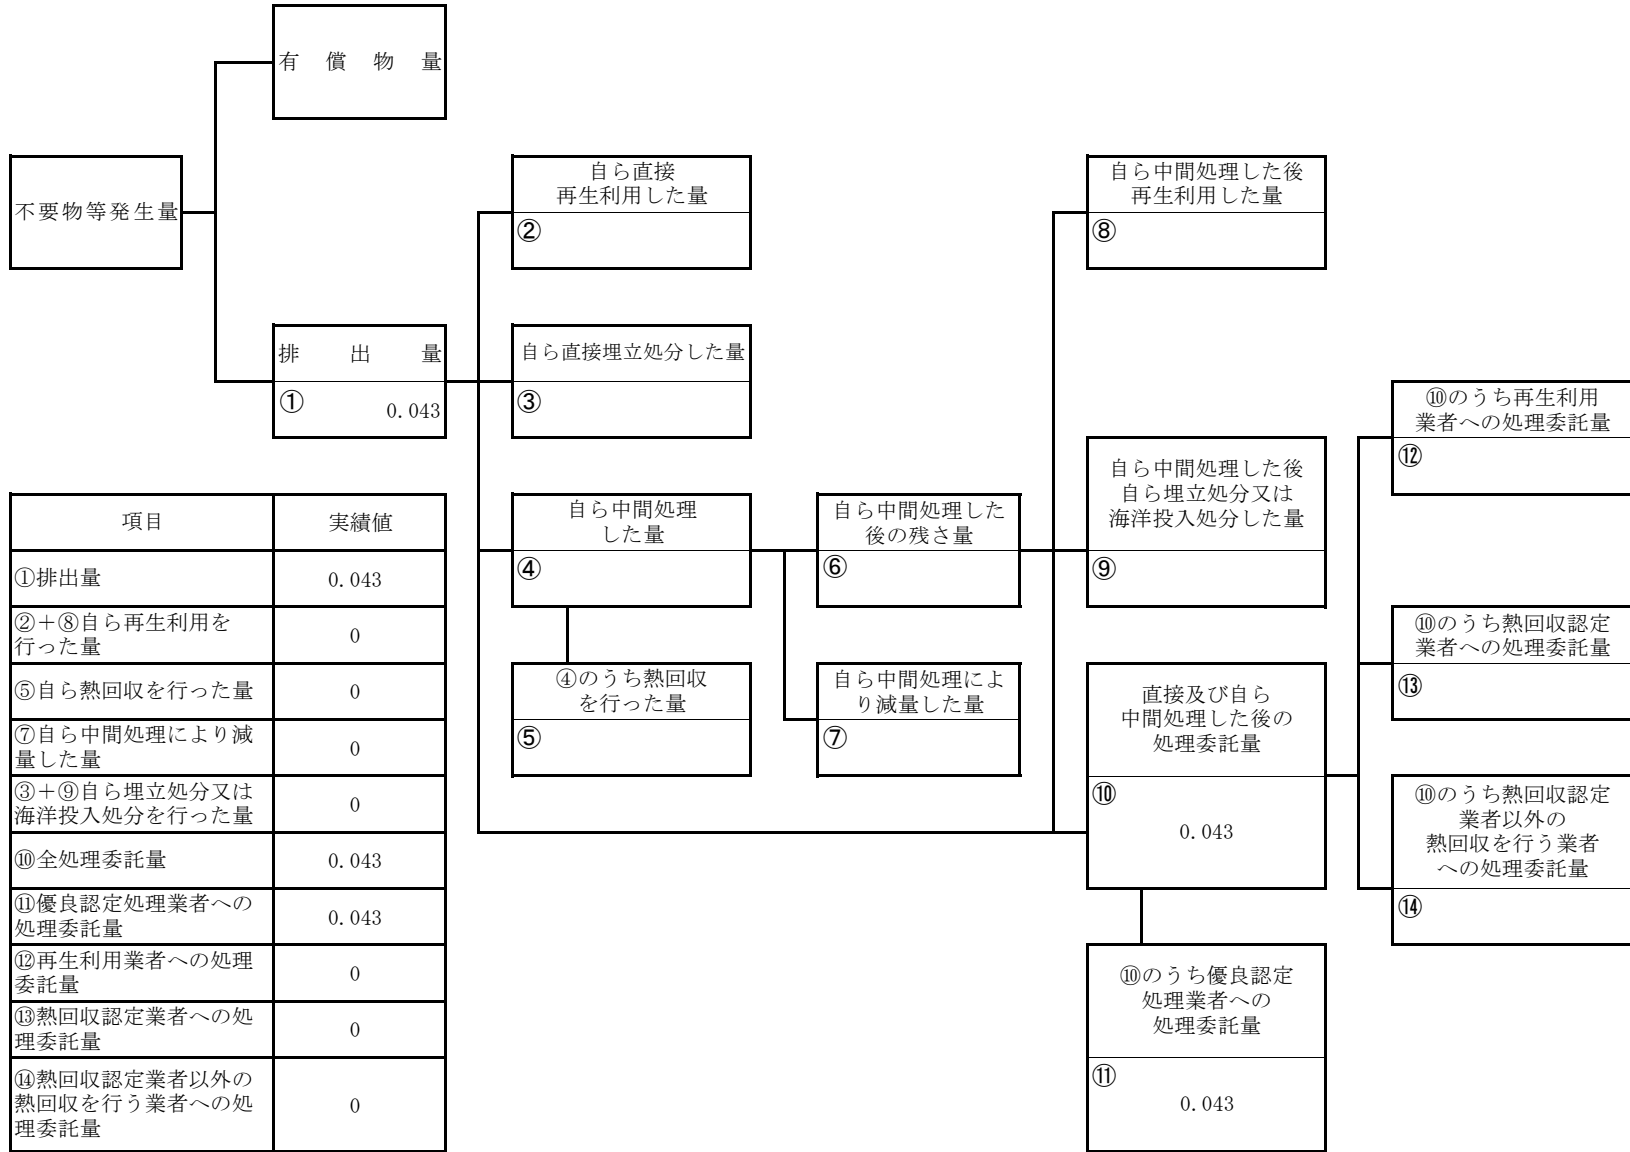 有償物量
不要物等発生量
排出量
①
0.043
自ら直接
再生利用した量
②
自ら直接埋立処分した量
③
自ら中間処理
した量
④
④のうち熱回収
を行った量
⑤
自ら中間処理した
後の残さ量
⑥
自ら中間処理によ
り減量した量
⑦
自ら中間処理した後
再生利用した量
⑧
自ら中間処理した後
自ら埋立処分又は
海洋投入処分した量
⑨
直接及び自ら
中間処理した後の
処理委託量
⑩
0.043
⑩のうち優良認定
処理業者への
処理委託量
⑪
0.043
⑩のうち再生利用
業者への処理委託量
⑫
⑩のうち熱回収認定
業者への処理委託量
⑬
⑩のうち熱回収認定
業者以外の
熱回収を行う業者
への処理委託量
⑭
項目 実績値
①排出量 0.043
②＋⑧自ら再生利用を
行った量 0
⑤自ら熱回収を行った量 0
⑦自ら中間処理により減
量した量 0
③＋⑨自ら埋立処分又は
海洋投入処分を行った量 0
⑩全処理委託量 0.043
⑪優良認定処理業者への
処理委託量 0.043
⑫再生利用業者への処理
委託量 0
⑬熱回収認定業者への処
理委託量 0
⑭熱回収認定業者以外の
熱回収を行う業者への処
理委託量 0